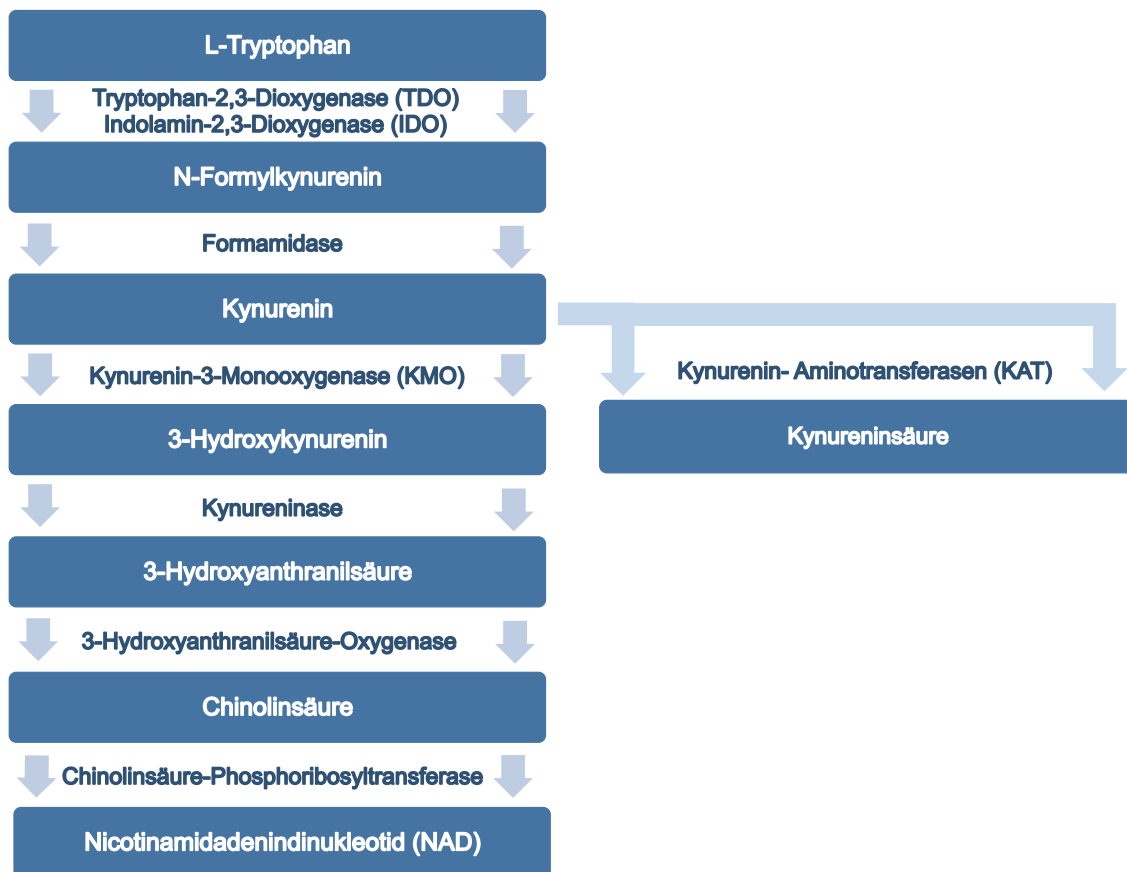 L-Tryptophan
Tryptophan-2,3-Dioxygenase (TDO)
Indolamin-2,3-Dioxygenase (IDO)
N-Formylkynurenin
Formamidase
Kynurenin
Kynurenin-3-Monooxygenase (KMO)
Kynurenin- Aminotransferasen (KAT)
3-Hydroxykynurenin
Kynureninsäure
Kynureninase
3-Hydroxyanthranilsäure
3-Hydroxyanthranilsäure-Oxygenase
Chinolinsäure
Chinolinsäure-Phosphoribosyltransferase
Nicotinamidadenindinukleotid (NAD)